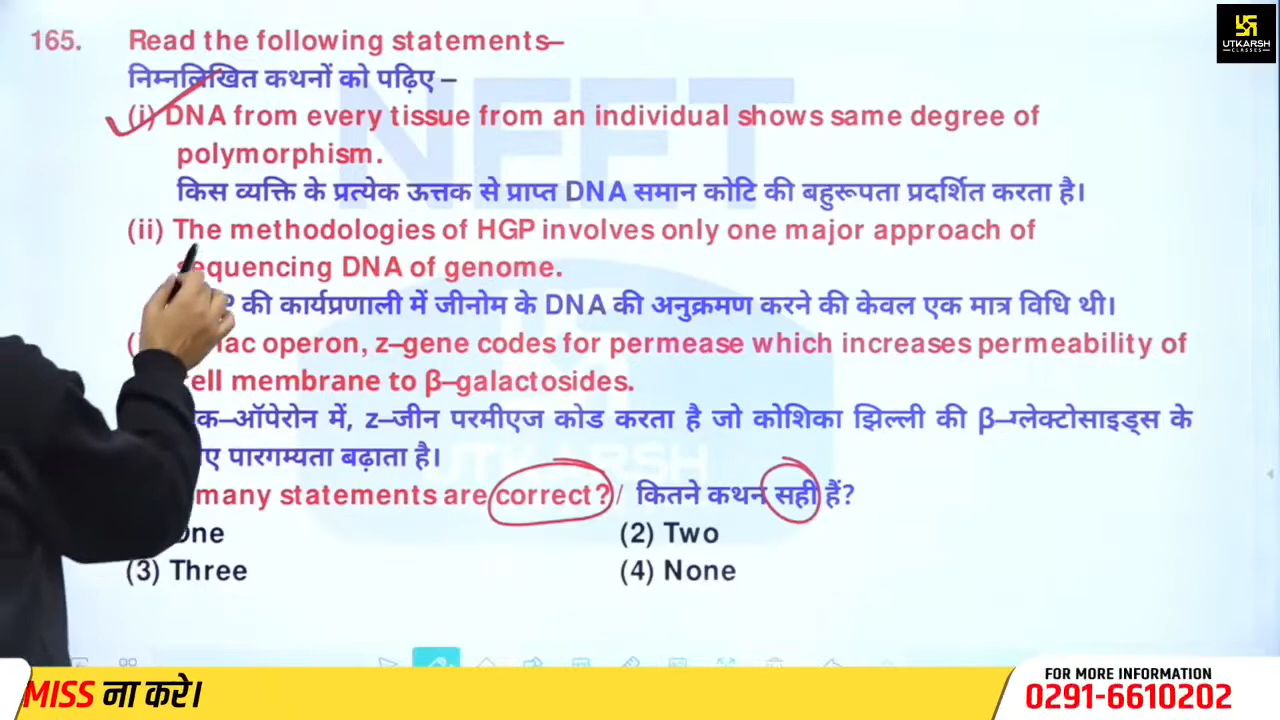 165. Read the following statements–
निम्नलिखित कथनों को पढ़िए –
(i) DNA from every tissue from an individual shows same degree of
polymorphism.
किस व्यक्ति के प्रत्येक ऊत्तक से प्राप्त DNA समान कोटि की बहुरूपता प्रदर्शित करता है।
(ii) The methodologies of HGP involves only one major approach of
sequencing DNA of genome.
की कार्यप्रणाली में जीनोम के DNA की अनुक्रमण करने की केवल एक मात्र विधि थी।
lac operon, z–gene codes for permease which increases permeability of
cell membrane to β–galactosides.
ऑपेरोन में, z–जीन परमीएज कोड करता है जो कोशिका झिल्ली की β–ग्लेक्टोसाइड्स के
पारगम्यता बढ़ाता है।
many statements are correct? / कितने कथन सही हैं?
One
(2) Two
(3) Three
(4) None
NEET
UTKARSH
UTKARSH
CLASSES
MISS ना करे।
FOR MORE INFORMATION
0291-6610202